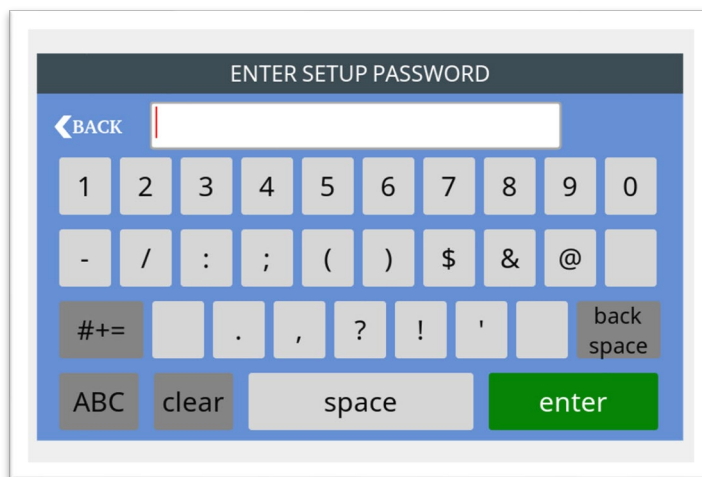 ENTER SETUP PASSWORD
BACK
1 2 3 4 5 6 7 8 9 0
- / : ; ( ) $ & @
#+= . , ? ! ' back space
ABC clear space enter